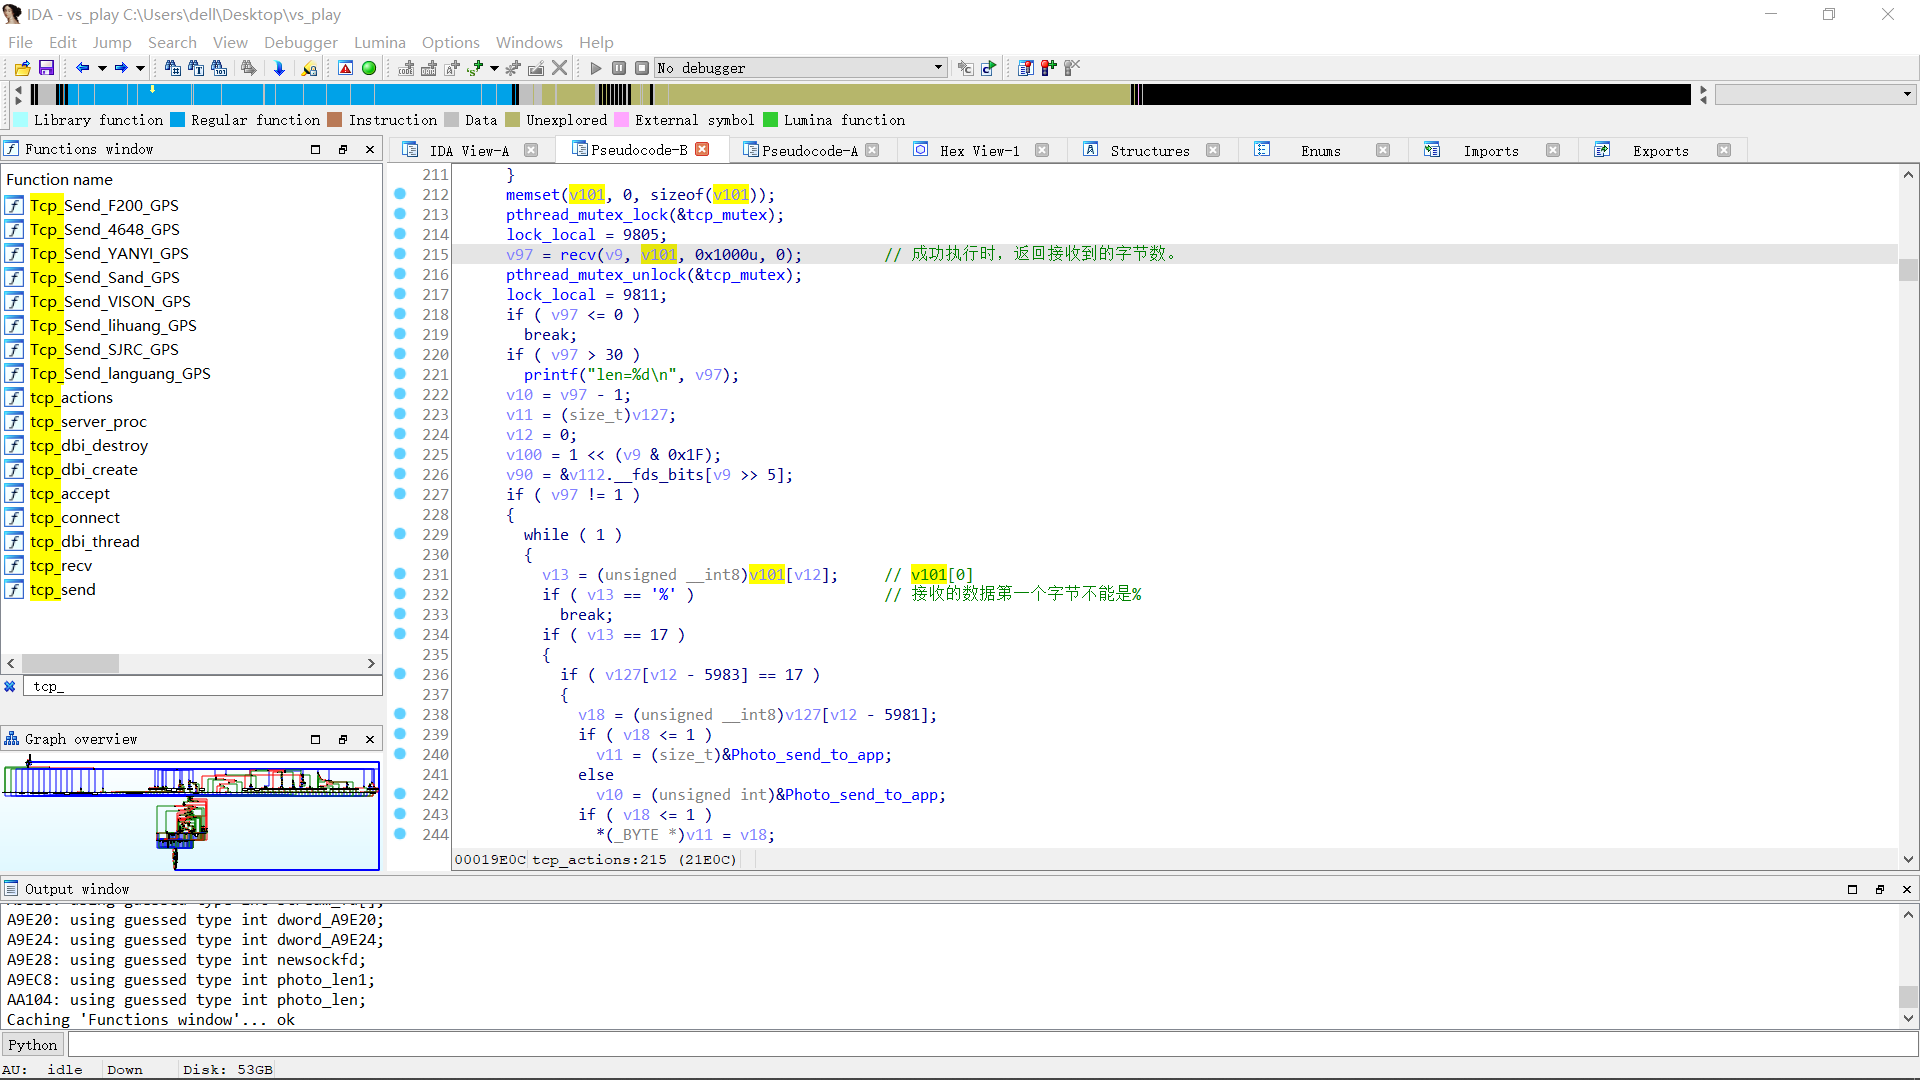 IDA - vs_play C:\Users\dell\Desktop\vs_play
File Edit Jump Search View Debugger Lumina Options Windows Help
No debugger
Library function Regular function Instruction Data Unexplored External symbol Lumina function
Functions window
IDA View-A Pseudocode-B Pseudocode-A Hex View-1 Structures Enums Imports Exports
Function name
Tcp_Send_F200_GPS
Tcp_Send_4648_GPS
Tcp_Send_YANYI_GPS
Tcp_Send_Sand_GPS
Tcp_Send_VISON_GPS
Tcp_Send_lihuang_GPS
Tcp_Send_SJRC_GPS
Tcp_Send_languang_GPS
tcp_actions
tcp_server_proc
tcp_dbi_destroy
tcp_dbi_create
tcp_accept
tcp_connect
tcp_dbi_thread
tcp_recv
tcp_send
tcp_
Graph overview
211 }
212 memset(v101, 0, sizeof(v101));
213 pthread_mutex_lock(&tcp_mutex);
214 lock_local = 9805;
215 v97 = recv(v9, v101, 0x1000u, 0); // 成功执行时，返回接收到的字节数。
216 pthread_mutex_unlock(&tcp_mutex);
217 lock_local = 9811;
218 if ( v97 <= 0 )
219 break;
220 if ( v97 > 30 )
221 printf("len=%d\n", v97);
222 v10 = v97 - 1;
223 v11 = (size_t)v127;
224 v12 = 0;
225 v100 = 1 << (v9 & 0x1F);
226 v90 = &v112.__fds_bits[v9 >> 5];
227 if ( v97 != 1 )
228 {
229 while ( 1 )
230 {
231 v13 = (unsigned __int8)v101[v12]; // v101[0]
232 if ( v13 == '%' ) // 接收的数据第一个字节不能是%
233 break;
234 if ( v13 == 17 )
235 {
236 if ( v127[v12 - 5983] == 17 )
237 {
238 v18 = (unsigned __int8)v127[v12 - 5981];
239 if ( v18 <= 1 )
240 v11 = (size_t)&Photo_send_to_app;
241 else
242 v10 = (unsigned int)&Photo_send_to_app;
243 if ( v18 <= 1 )
244 *(_BYTE *)v11 = v18;
00019E0C tcp_actions:215 (21E0C)
Output window
A9E20: using guessed type int dword_A9E20;
A9E24: using guessed type int dword_A9E24;
A9E28: using guessed type int newsockfd;
A9EC8: using guessed type int photo_len1;
AA104: using guessed type int photo_len;
Caching 'Functions window'... ok
Python
AU: idle Down Disk: 53GB